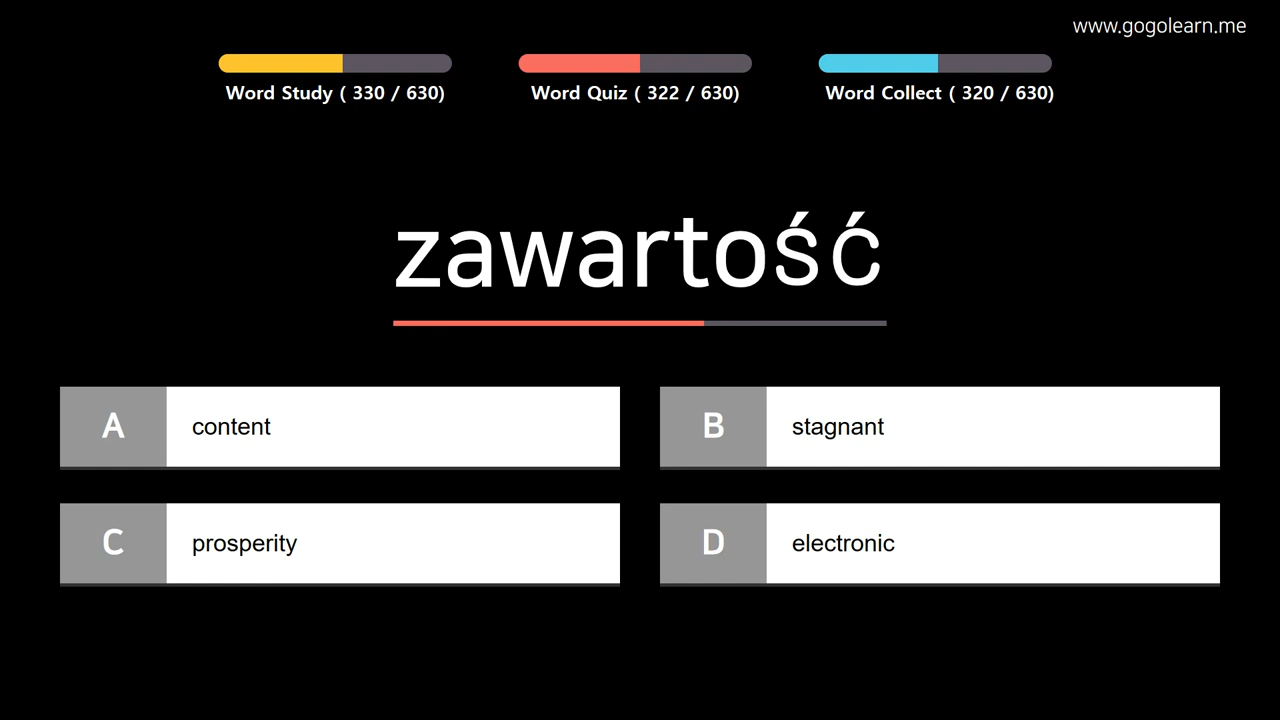 www.gogolearn.me
Word Study ( 330 / 630)
Word Quiz ( 322 / 630)
Word Collect ( 320 / 630)
zawartość
A content
B stagnant
C prosperity
D electronic